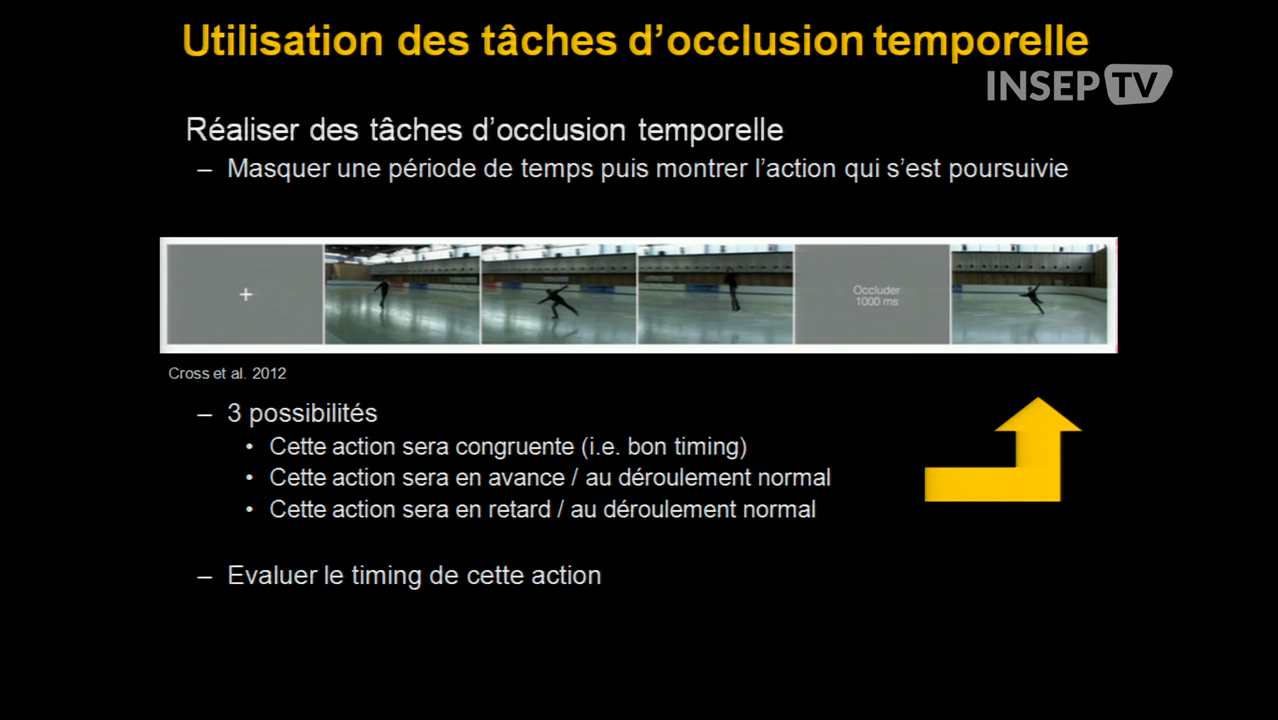 Utilisation des tâches d’occlusion temporelle
INSEP TV
Réaliser des tâches d’occlusion temporelle
– Masquer une période de temps puis montrer l’action qui s’est poursuivie
+
Occluder
1000 ms
Cross et al. 2012
– 3 possibilités
• Cette action sera congruente (i.e. bon timing)
• Cette action sera en avance / au déroulement normal
• Cette action sera en retard / au déroulement normal
– Evaluer le timing de cette action